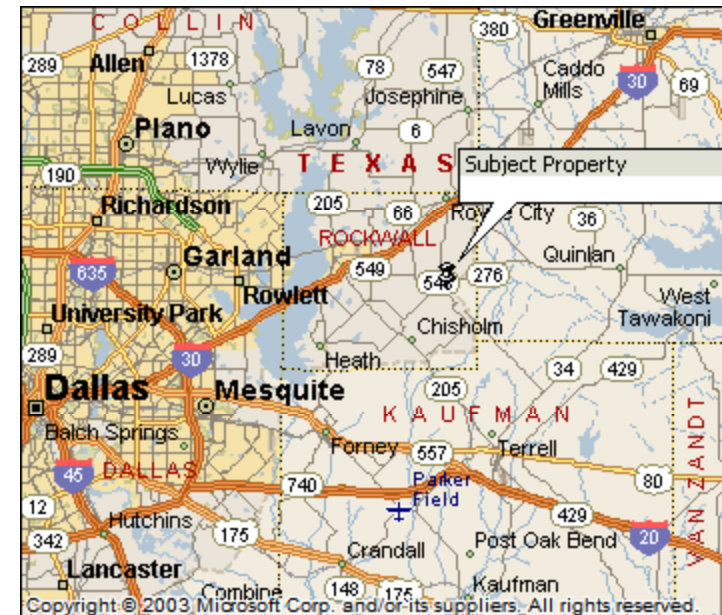 COLLIN
380
Greenville
289
Allen
1378
78
547
Caddo
Mills
30
69
Lucas
Josephine
Plano
Lavon
6
Wylie
TEXAS
Subject Property
190
Richardson
205
66
36
ROCKWALL
Garland
549
Quinlan
635
276
Rowlett
West
Tawakoni
University Park
Chisholm
289
30
Heath
34
429
Dallas
Mesquite
205
KAUFMAN
Balch Springs
Forney
557
Terrell
VAN ZANDT
45
DALLAS
740
Parker
Field
80
12
Hutchins
175
429
20
342
Crandall
Post Oak Bend
Lancaster
Combine
148
175
Kaufman
Copyright © 2003 Microsoft Corp. and/or its suppliers. All rights reserved.